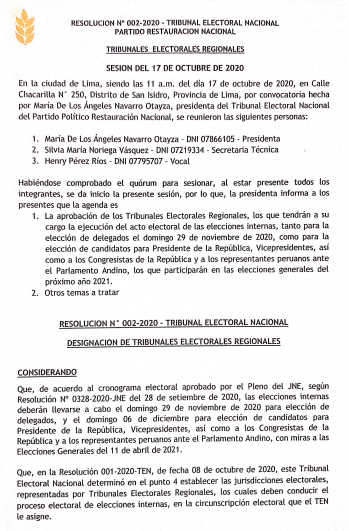 RESOLUCION N° 002-2020 - TRIBUNAL ELECTORAL NACIONAL
PARTIDO RESTAURACION NACIONAL
TRIBUNALES ELECTORALES REGIONALES
SESION DEL 17 DE OCTUBRE DE 2020
En la ciudad de Lima, siendo las 11 a.m. del día 17 de octubre de 2020, en Calle
Chacarilla N° 250, Distrito de San Isidro, Provincia de Lima, por convocatoria hecha
por María De Los Ángeles Navarro Otayza, presidenta del Tribunal Electoral Nacional
del Partido Político Restauración Nacional, se reunieron las siguientes personas:
1. María De Los Ángeles Navarro Otayza - DNI 07866105 - Presidenta
2. Silvia María Noriega Vásquez - DNI 07219334 - Secretaria Técnica
3. Henry Pérez Ríos - DNI 07795707 - Vocal
Habiéndose comprobado el quórum para sesionar, al estar presente todos los
integrantes, se da inicio la presente sesión, por lo que, la presidenta informa a los
presentes que la agenda es
1. La aprobación de los Tribunales Electorales Regionales, los que tendrán a su
cargo la ejecución del acto electoral de las elecciones internas, tanto para la
elección de delegados el domingo 29 de noviembre de 2020, como para la
elección de candidatos para Presidente de la República, Vicepresidentes, así
como a los Congresistas de la República y a los representantes peruanos ante
el Parlamento Andino, los que participarán en las elecciones generales del
próximo año 2021.
2. Otros temas a tratar
RESOLUCION N° 002-2020 - TRIBUNAL ELECTORAL NACIONAL
DESIGNACION DE TRIBUNALES ELECTORALES REGIONALES
CONSIDERANDO
Que, de acuerdo al cronograma electoral aprobado por el Pleno del JNE, según
Resolución N° 0328-2020-JNE del 28 de setiembre de 2020, las elecciones internas
deberán llevarse a cabo el domingo 29 de noviembre de 2020 para elección de
delegados, y el domingo 06 de diciembre para elección de candidatos para
Presidente de la República, Vicepresidentes, así como a los Congresistas de la
República y a los representantes peruanos ante el Parlamento Andino, con miras a las
Elecciones Generales del 11 de abril de 2021.
Que, en la Resolución 001-2020-TEN, de fecha 08 de octubre de 2020, este Tribunal
Electoral Nacional determinó en el punto 4 establecer las jurisdicciones electorales,
representadas por Tribunales Electorales Regionales, los cuales deben conducir el
proceso electoral de elecciones internas, en la circunscripción electoral que el TEN
le asigne.